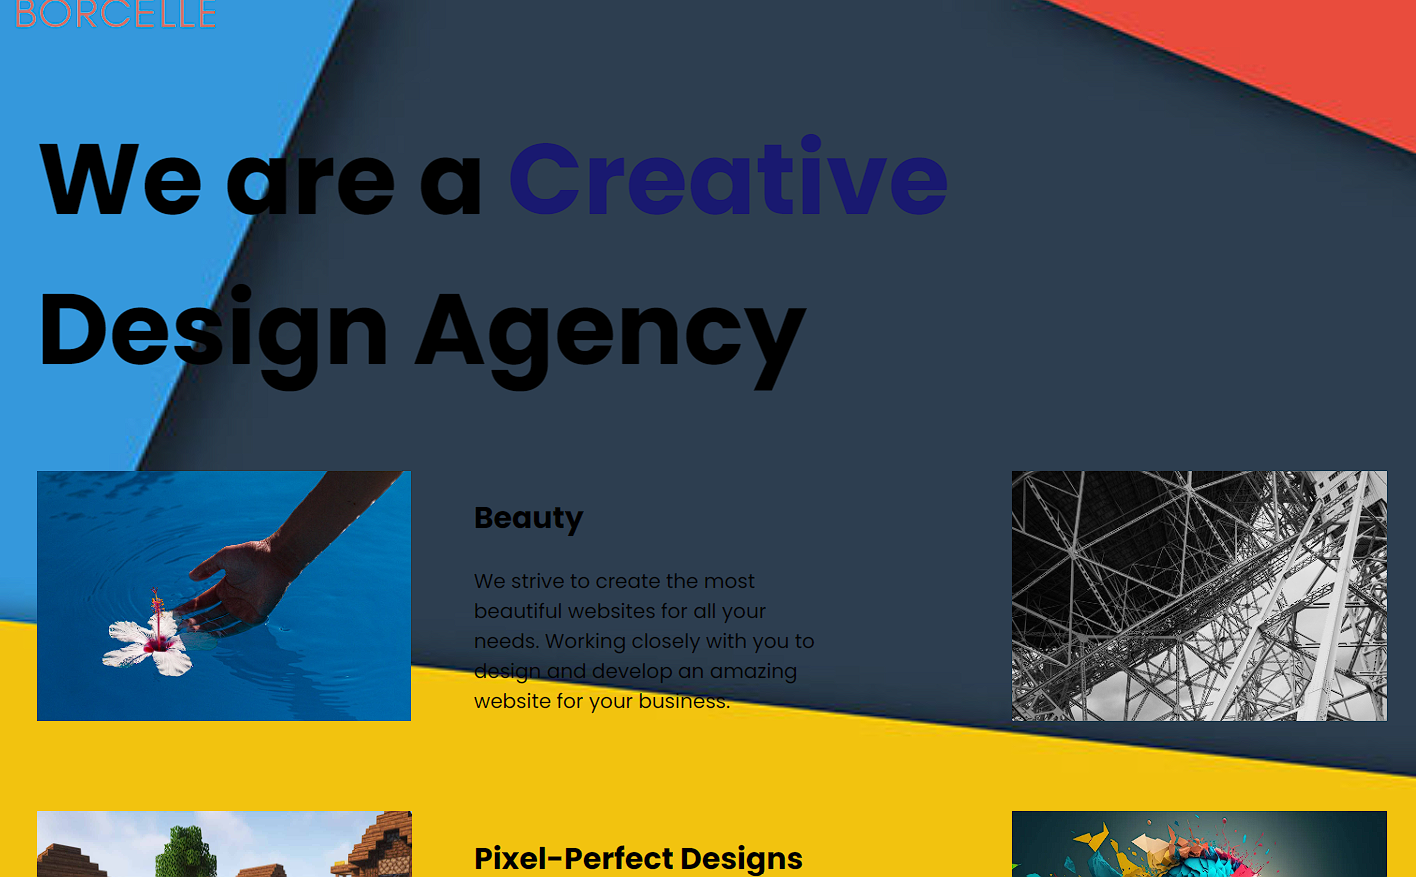 BORCELLE
We are a Creative
Design Agency
Beauty
We strive to create the most
beautiful websites for all your
needs. Working closely with you to
design and develop an amazing
website for your business.
Pixel-Perfect Designs